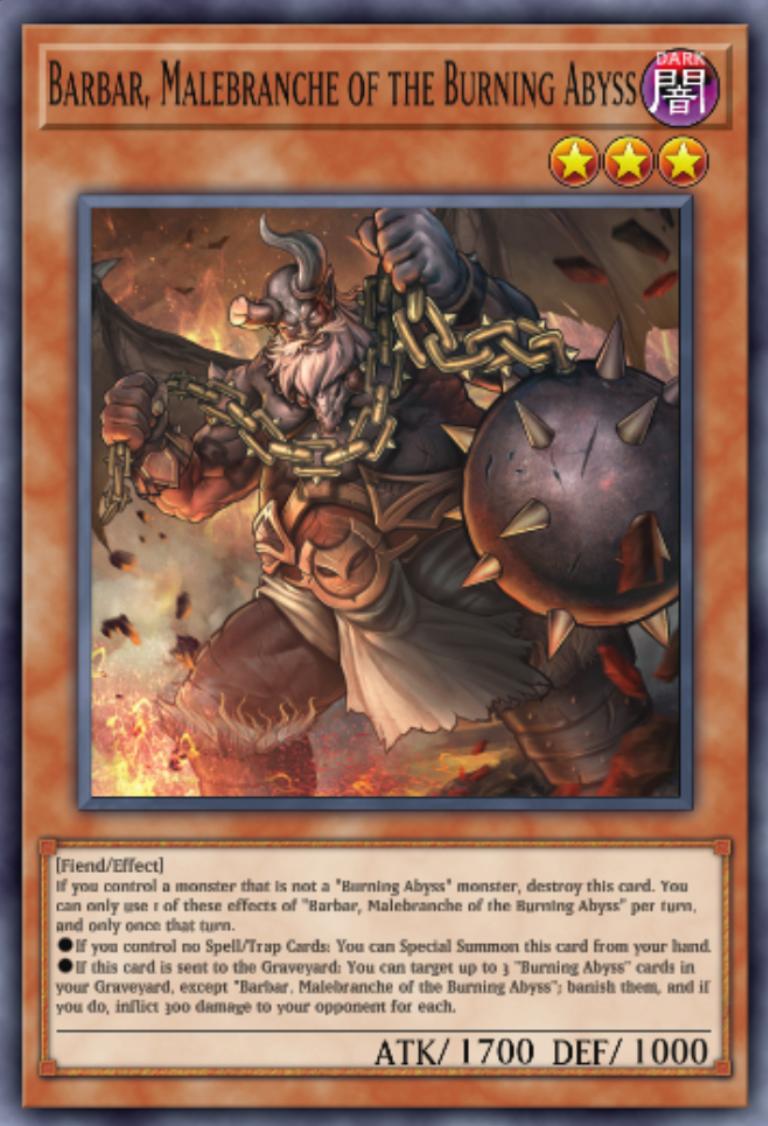 BARBAR, MALEBRANCHE OF THE BURNING ABYSS
DARK
闇
[Fiend/Effect]
If you control a monster that is not a "Burning Abyss" monster, destroy this card. You
can only use 1 of these effects of "Barbar, Malebranche of the Burning Abyss" per turn,
and only once that turn.
●If you control no Spell/Trap Cards: You can Special Summon this card from your hand.
●If this card is sent to the Graveyard: You can target up to 3 "Burning Abyss" cards in
your Graveyard, except "Barbar, Malebranche of the Burning Abyss"; banish them, and if
you do, inflict 300 damage to your opponent for each.
ATK/ 1700 DEF/ 1000